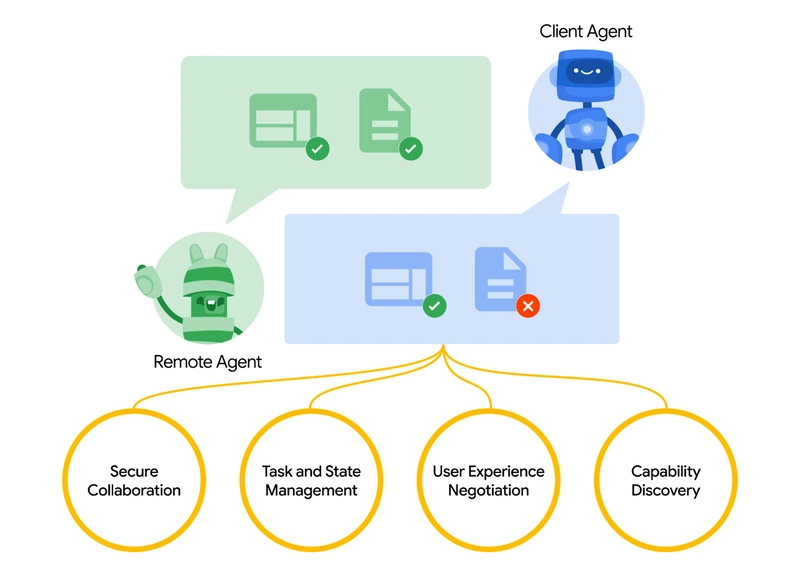 Client Agent
Remote Agent
Secure
Collaboration
Task and State
Management
User Experience
Negotiation
Capability
Discovery